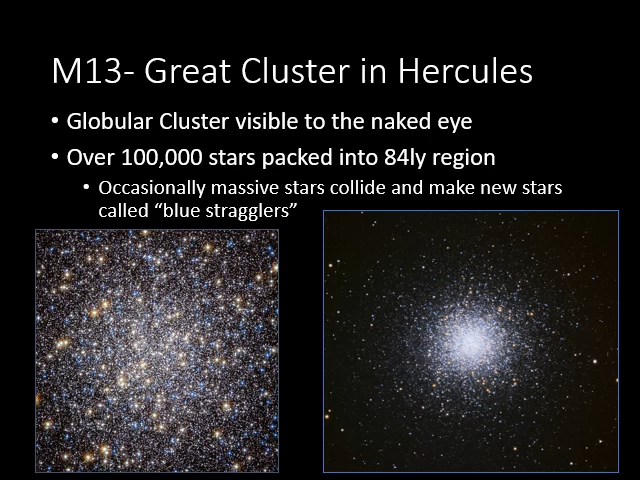 M13- Great Cluster in Hercules
• Globular Cluster visible to the naked eye
• Over 100,000 stars packed into 84ly region
• Occasionally massive stars collide and make new stars
called “blue stragglers”